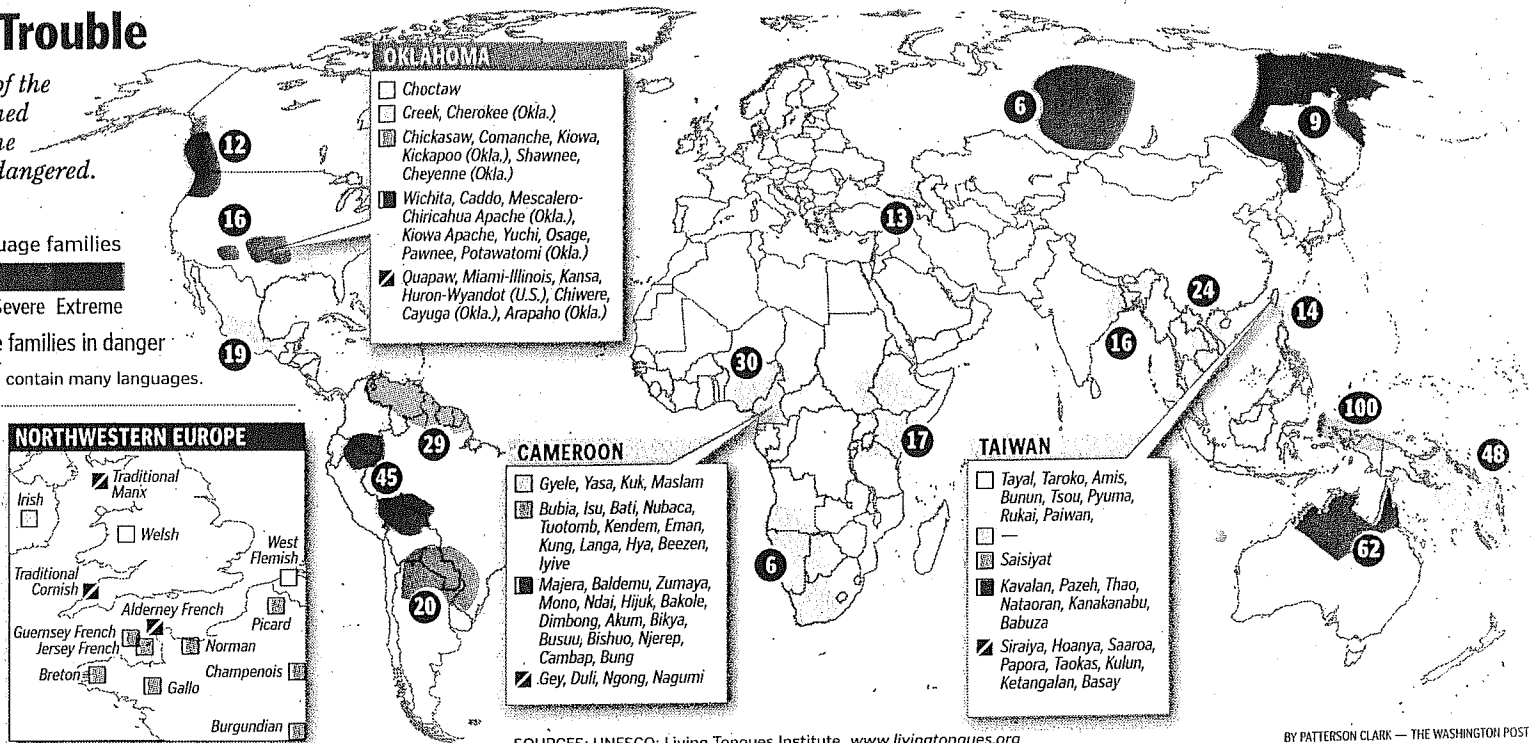 Trouble
of the
ned
ne
dangered.
uage families
Severe Extreme
e families in danger
contain many languages.
OKLAHOMA
Choctaw
Creek, Cherokee (Okla.)
Chickasaw, Comanche, Kiowa,
Kickapoo (Okla.), Shawnee,
Cheyenne (Okla.)
Wichita, Caddo, Mescalero-
Chiricahua Apache (Okla.),
Kiowa Apache, Yuchi, Osage,
Pawnee, Potawatomi (Okla.)
Quapaw, Miami-Illinois, Kansa,
Huron-Wyandot (U.S.), Chiwere,
Cayuga (Okla.), Arapaho (Okla.)
12
16
19
29
45
20
6
9
13
30
17
6
16
24
14
100
48
62
NORTHWESTERN EUROPE
Traditional
Manx
Irish
Welsh
West
Flemish
Traditional
Cornish
Alderney French
Picard
Guernsey French
Jersey French
Norman
Breton
Champenois
Gallo
Burgundian
CAMEROON
Gyele, Yasa, Kuk, Maslam
Bubia, Isu, Bati, Nubaca,
Tuotomb, Kendem, Eman,
Kung, Langa, Hya, Beezen,
Iyive
Majera, Baldemu, Zumaya,
Mono, Ndai, Hijuk, Bakole,
Dimbong, Akum, Bikya,
Busuu, Bishuo, Njerep,
Cambap, Bung
Gey, Duli, Ngong, Nagumi
TAIWAN
Tayal, Taroko, Amis,
Bunun, Tsou, Pyuma,
Rukai, Paiwan,
—
Saisiyat
Kavalan, Pazeh, Thao,
Nataoran, Kanakanabu,
Babuza
Siraiya, Hoanya, Saaroa,
Papora, Taokas, Kulun,
Ketangalan, Basay
SOURCES: UNESCO; Living Tongues Institute, www.livingtongues.org
BY PATTERSON CLARK — THE WASHINGTON POST